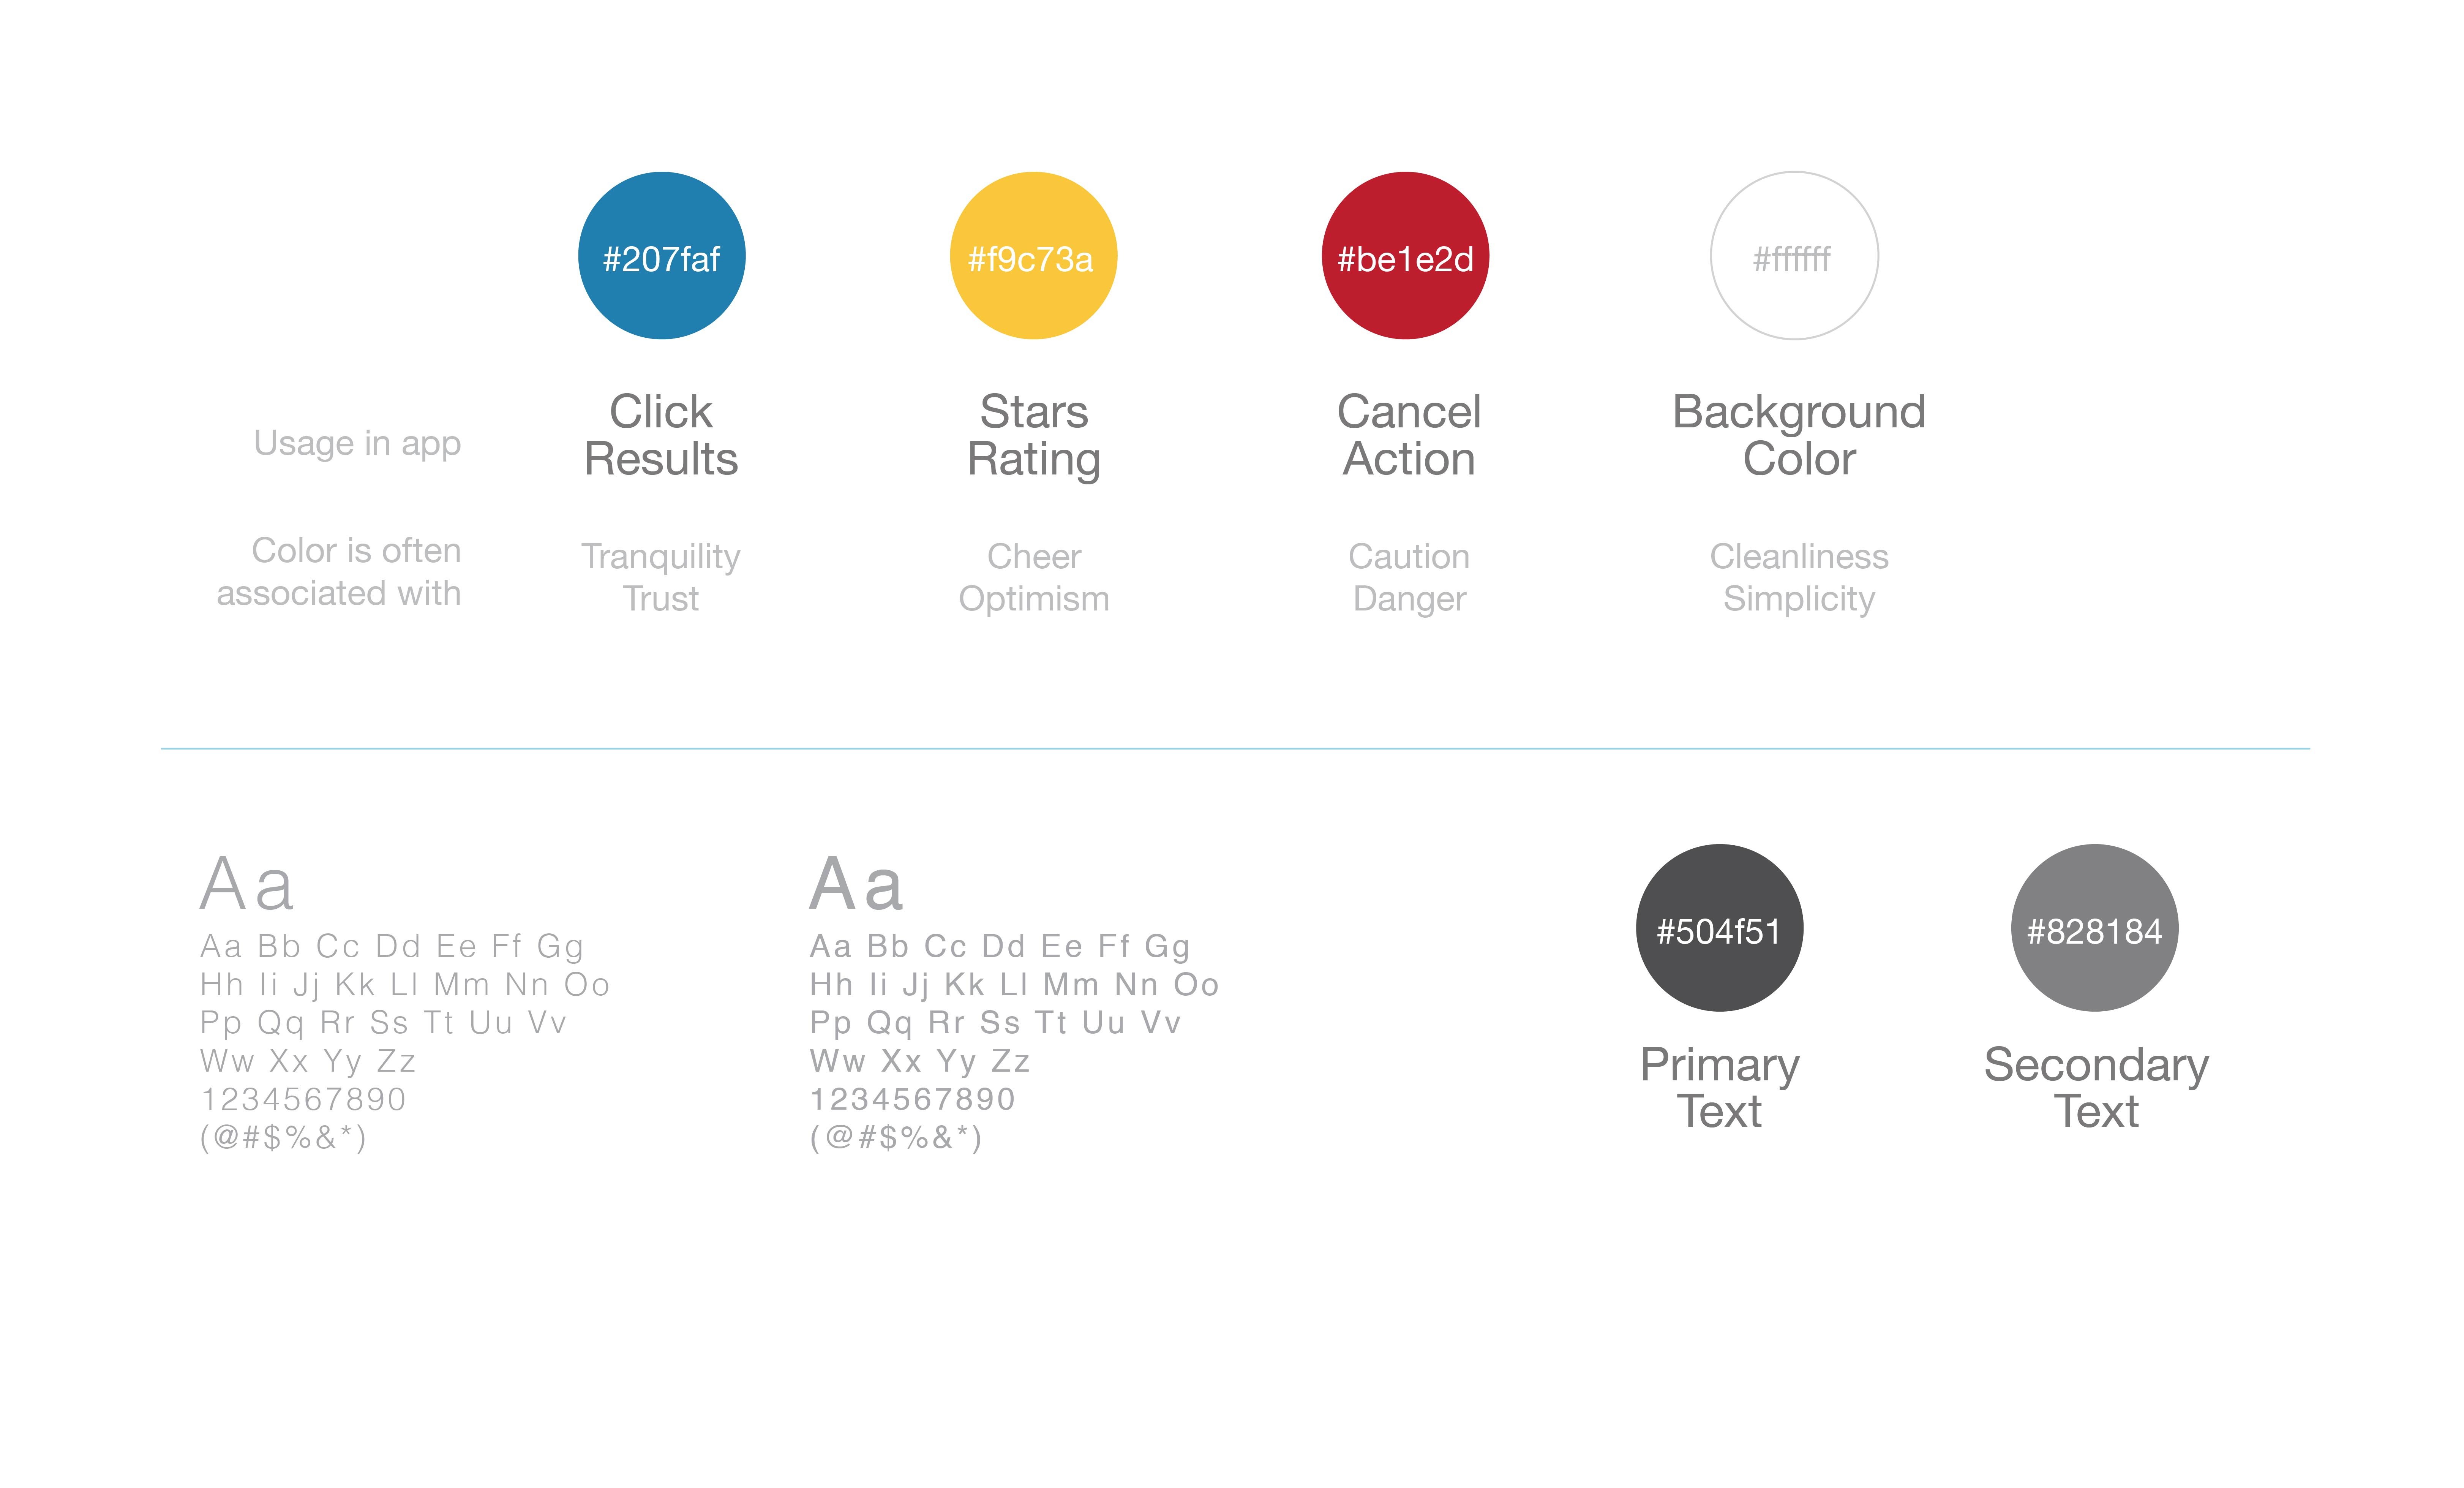 #207faf
#f9c73a
#be1e2d
#ffffff
Usage in app
Click
Results
Stars
Rating
Cancel
Action
Background
Color
Color is often
associated with
Tranquility
Trust
Cheer
Optimism
Caution
Danger
Cleanliness
Simplicity
Aa
Aa Bb Cc Dd Ee Ff Gg
Hh Ii Jj Kk Ll Mm Nn Oo
Pp Qq Rr Ss Tt Uu Vv
Ww Xx Yy Zz
1234567890
(@#$%&*)
Aa
Aa Bb Cc Dd Ee Ff Gg
Hh Ii Jj Kk Ll Mm Nn Oo
Pp Qq Rr Ss Tt Uu Vv
Ww Xx Yy Zz
1234567890
(@#$%&*)
#504f51
Primary
Text
#828184
Secondary
Text